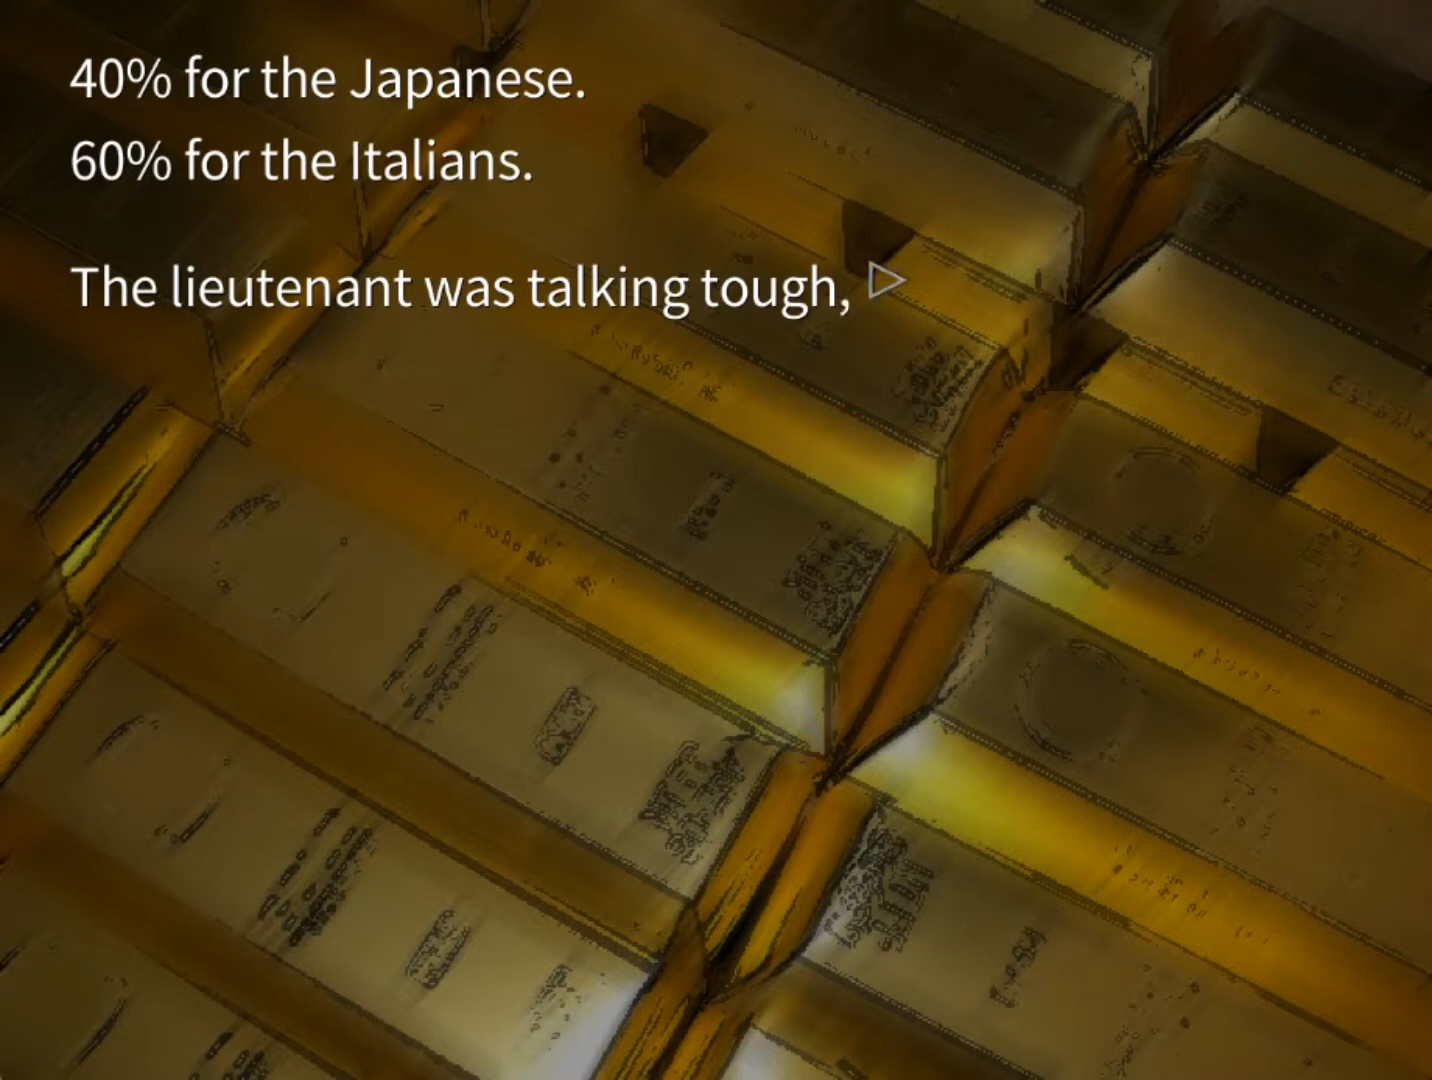 40% for the Japanese.
60% for the Italians.
The lieutenant was talking tough,